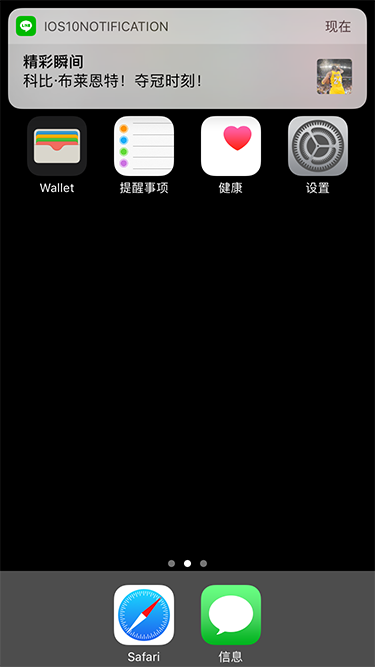 IOS10NOTIFICATION 现在
精彩瞬间
科比·布莱恩特！夺冠时刻！
Wallet 提醒事项 健康 设置
Safari 信息